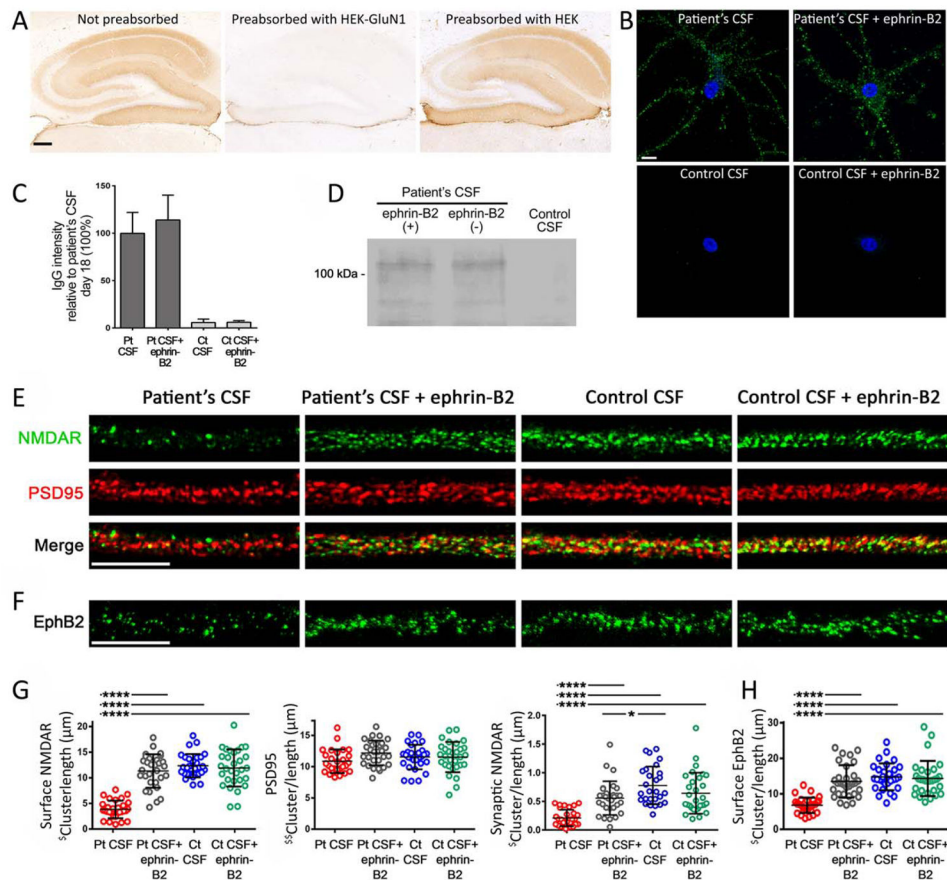 A
Not preabsorbed
Preabsorbed with HEK-GluN1
Preabsorbed with HEK
B
Patient's CSF
Patient's CSF + ephrin-B2
Control CSF
Control CSF + ephrin-B2
C
IgG intensity
relative to patient's CSF
day 18 (100%)
150
100
50
0
Pt
CSF
Pt CSF+
ephrin-
B2
Ct
CSF
Ct CSF+
ephrin-
B2
D
Patient's CSF
ephrin-B2
(+)
ephrin-B2
(-)
Control
CSF
100 kDa -
E
Patient's CSF
Patient's CSF + ephrin-B2
Control CSF
Control CSF + ephrin-B2
NMDAR
PSD95
Merge
F
EphB2
G
Surface NMDAR
$Cluster/length (µm)
20
15
10
5
0
****
****
****
Pt CSF
Pt CSF+
ephrin-
B2
Ct
CSF
Ct CSF+
ephrin-
B2
PSD95
$$Cluster/length (µm)
20
15
10
5
0
Pt CSF
Pt CSF+
ephrin-
B2
Ct
CSF
Ct CSF+
ephrin-
B2
Synaptic NMDAR
$Cluster/length (µm)
2.0
1.5
1.0
0.5
0.0
****
****
****
*
Pt CSF
Pt CSF+
ephrin-
B2
Ct
CSF
Ct CSF+
ephrin-
B2
H
Surface EphB2
$Cluster/length (µm)
30
20
10
0
****
****
****
Pt CSF
Pt CSF+
ephrin-
B2
Ct
CSF
Ct CSF+
ephrin-
B2